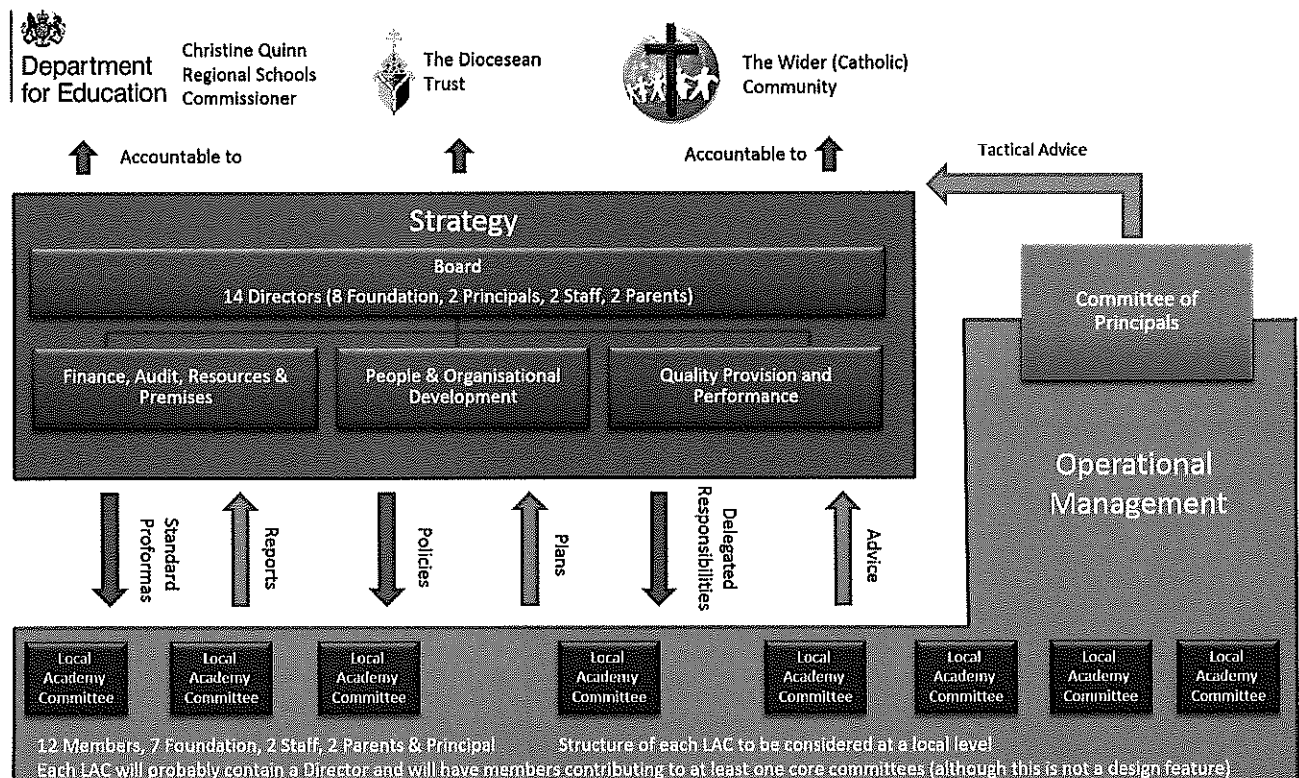 Department
for Education
Christine Quinn
Regional Schools
Commissioner
The Diocesean
Trust
The Wider (Catholic)
Community
Accountable to
Accountable to
Tactical Advice
Strategy
Board
14 Directors (8 Foundation, 2 Principals, 2 Staff, 2 Parents)
Finance, Audit, Resources &
Premises
People & Organisational
Development
Quality Provision and
Performance
Committee of
Principals
Operational
Management
Standard
Proformas
Reports
Policies
Plans
Delegated
Responsibilities
Advice
Local
Academy
Committee
Local
Academy
Committee
Local
Academy
Committee
Local
Academy
Committee
Local
Academy
Committee
Local
Academy
Committee
Local
Academy
Committee
Local
Academy
Committee
12 Members, 7 Foundation, 2 Staff, 2 Parents & Principal
Structure of each LAC to be considered at a local level
Each LAC will probably contain a Director and will have members contributing to at least one core committees (although this is not a design feature)